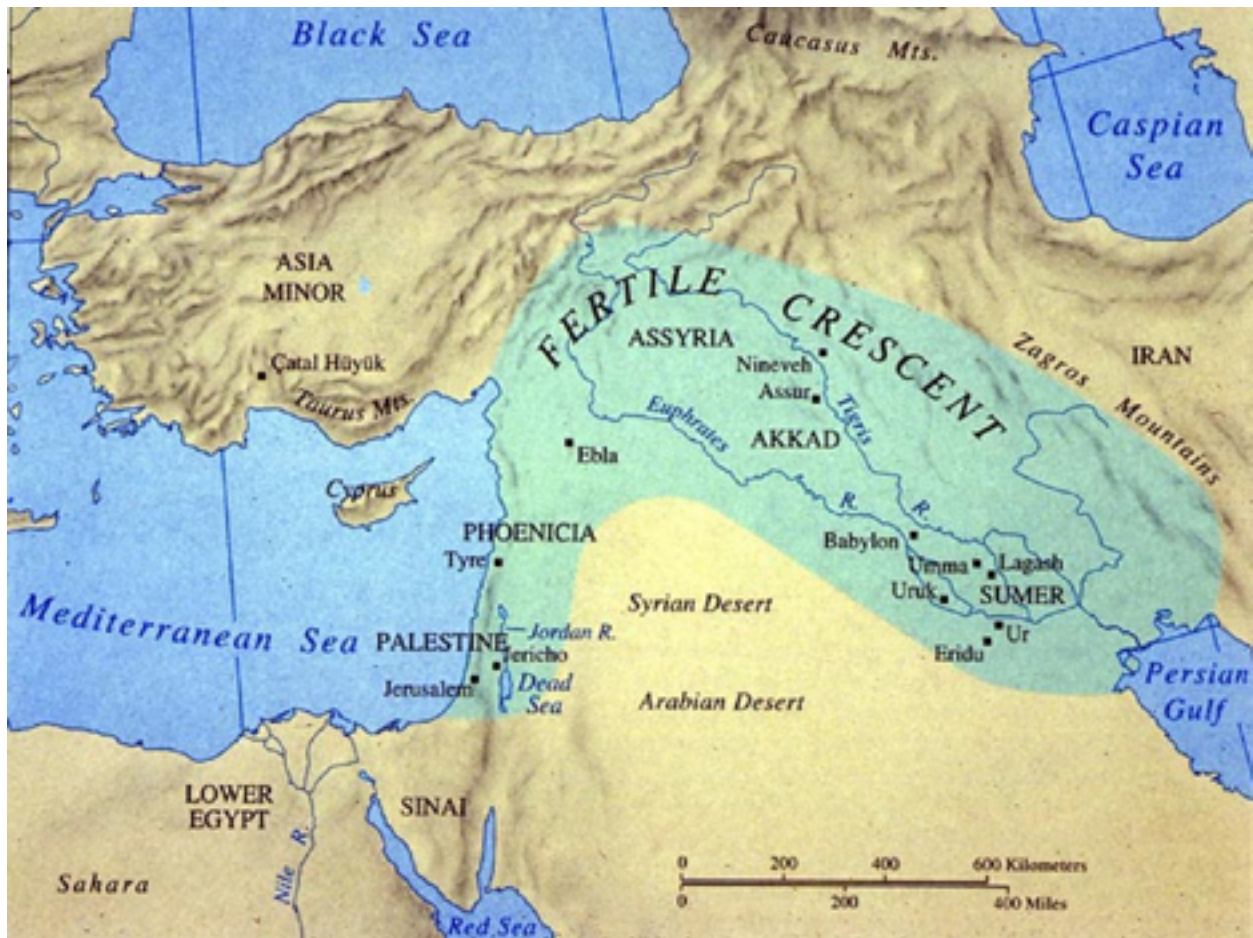 Black Sea
Caucasus Mts.
Caspian
Sea
ASIA
MINOR
FERTILE CRESCENT
ASSYRIA
Nineveh
Zagros Mountains
IRAN
Çatal Hüyük
Taurus Mts.
Assur
Tigris R.
Euphrates R.
AKKAD
Ebla
Cyprus
PHOENICIA
Tyre
Babylon
Umma
Lagash
Uruk
SUMER
Mediterranean Sea
Syrian Desert
PALESTINE
Jordan R.
Ur
Eridu
Jericho
Jerusalem
Dead
Sea
Persian
Gulf
Arabian Desert
LOWER
EGYPT
SINAI
Nile R.
Sahara
Red Sea
0 200 400 600 Kilometers
0 200 400 Miles